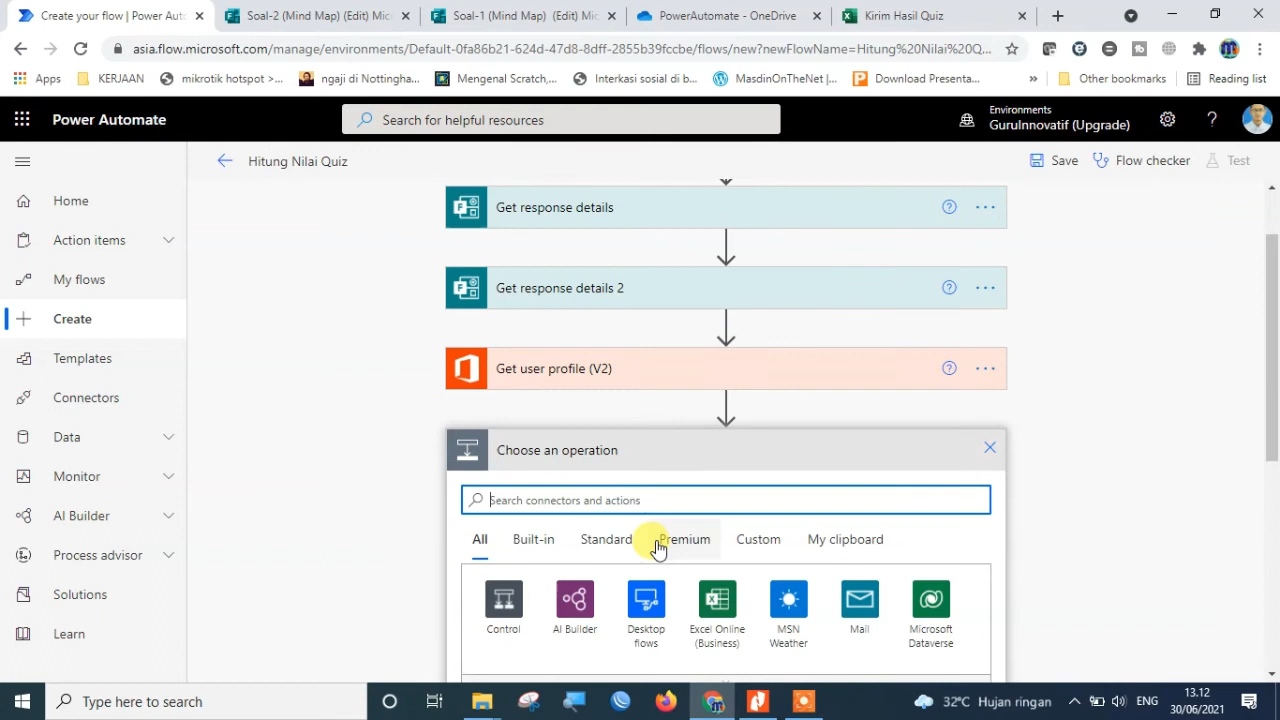 Create your flow | Power Auto
Soal-2 (Mind Map) (Edit) Mic
Soal-1 (Mind Map) (Edit) Mic
PowerAutomate - OneDrive
Kirim Hasil Quiz
asia.flow.microsoft.com/manage/environments/Default-0fa86b21-624d-47d8-8dff-2855b39fccbe/flows/new?newFlowName=Hitung%20Nilai%20Q...
Apps
KERJAAN
mikrotik hotspot >...
ngaji di Nottingha...
Mengenal Scratch,...
Interkasi sosial di b...
MasdinOnTheNet |...
Download Presenta...
»
Other bookmarks
Reading list
Power Automate
Search for helpful resources
Environments
GuruInnovatif (Upgrade)
Hitung Nilai Quiz
Save
Flow checker
Test
Home
Action items
My flows
Create
Templates
Connectors
Data
Monitor
AI Builder
Process advisor
Solutions
Learn
Get response details
Get response details 2
Get user profile (V2)
Choose an operation
Search connectors and actions
All
Built-in
Standard
Premium
Custom
My clipboard
Control
AI Builder
Desktop
flows
Excel Online
(Business)
MSN
Weather
Mail
Microsoft
Dataverse
Type here to search
32°C Hujan ringan
ENG
13.12
30/06/2021